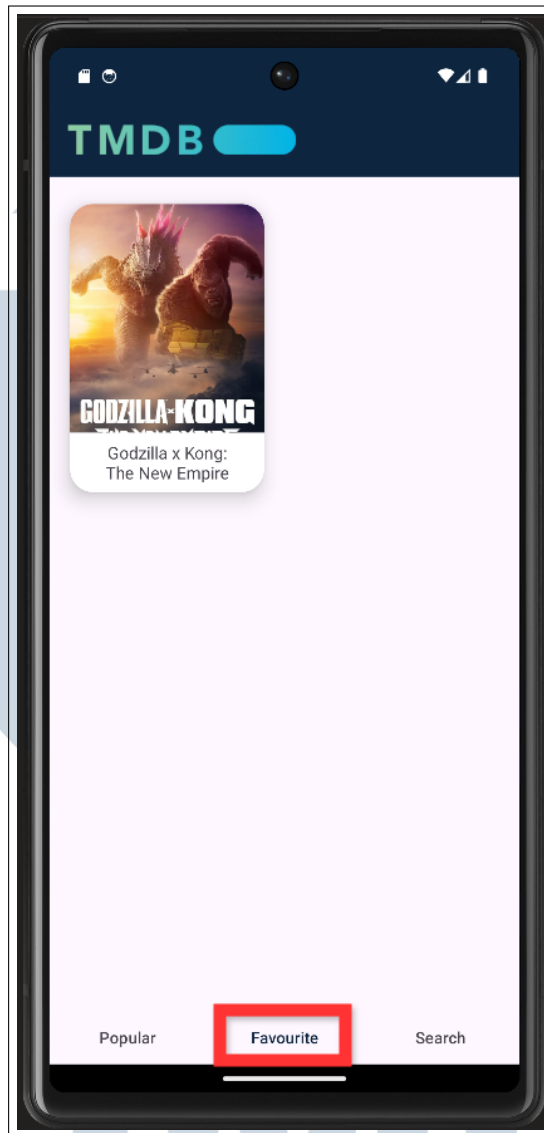 TMDB
GODZILLA x KONG
Godzilla x Kong:
The New Empire
Popular
Favourite
Search